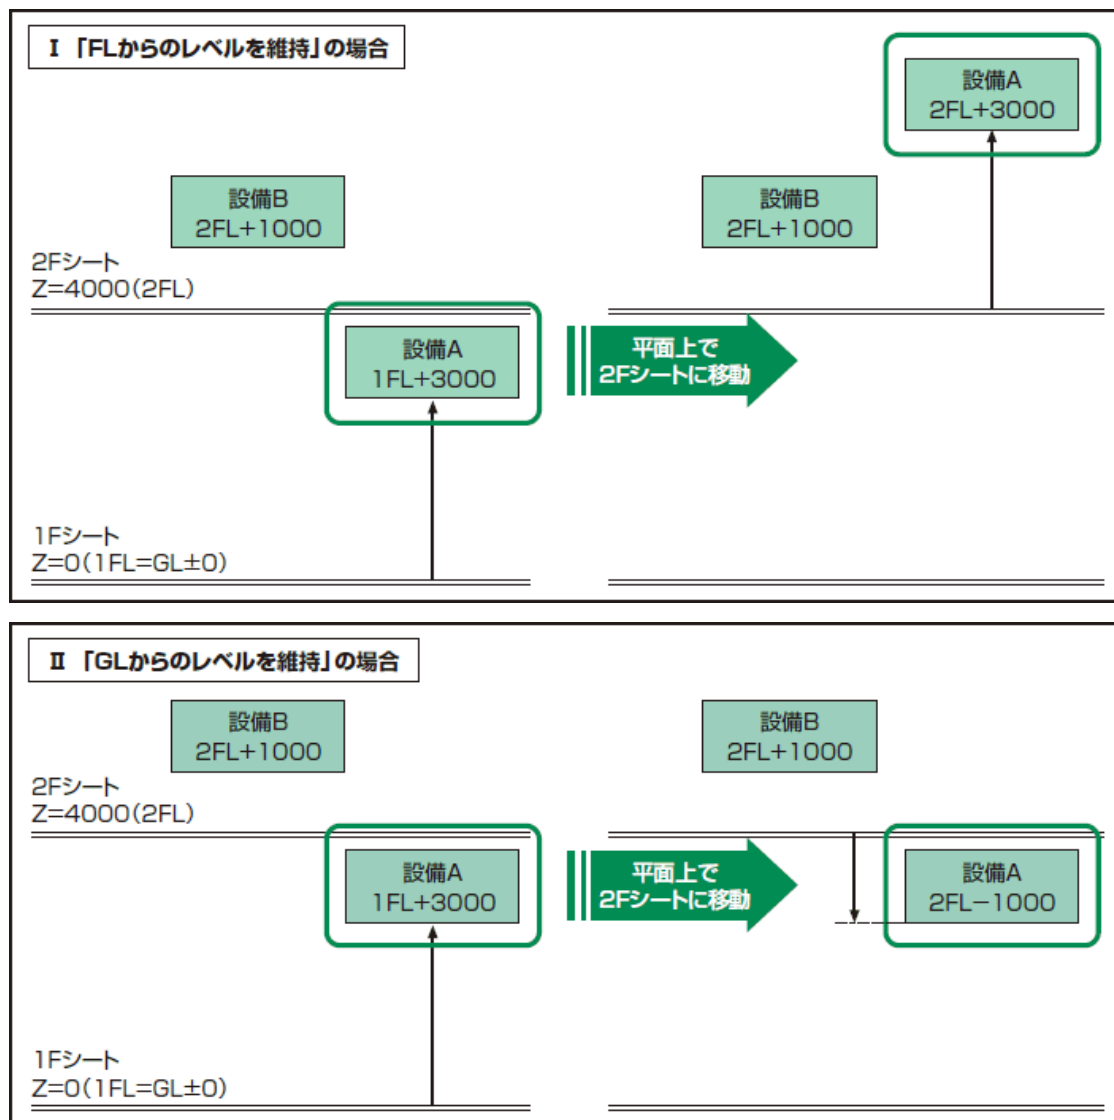 Ⅰ 「FLからのレベルを維持」の場合
設備A
2FL+3000
設備B
2FL+1000
設備B
2FL+1000
2Fシート
Z=4000(2FL)
設備A
1FL+3000
平面上で
2Fシートに移動
1Fシート
Z=0(1FL=GL±0)
Ⅱ 「GLからのレベルを維持」の場合
設備B
2FL+1000
設備B
2FL+1000
2Fシート
Z=4000(2FL)
設備A
1FL+3000
平面上で
2Fシートに移動
設備A
2FL−1000
1Fシート
Z=0(1FL=GL±0)